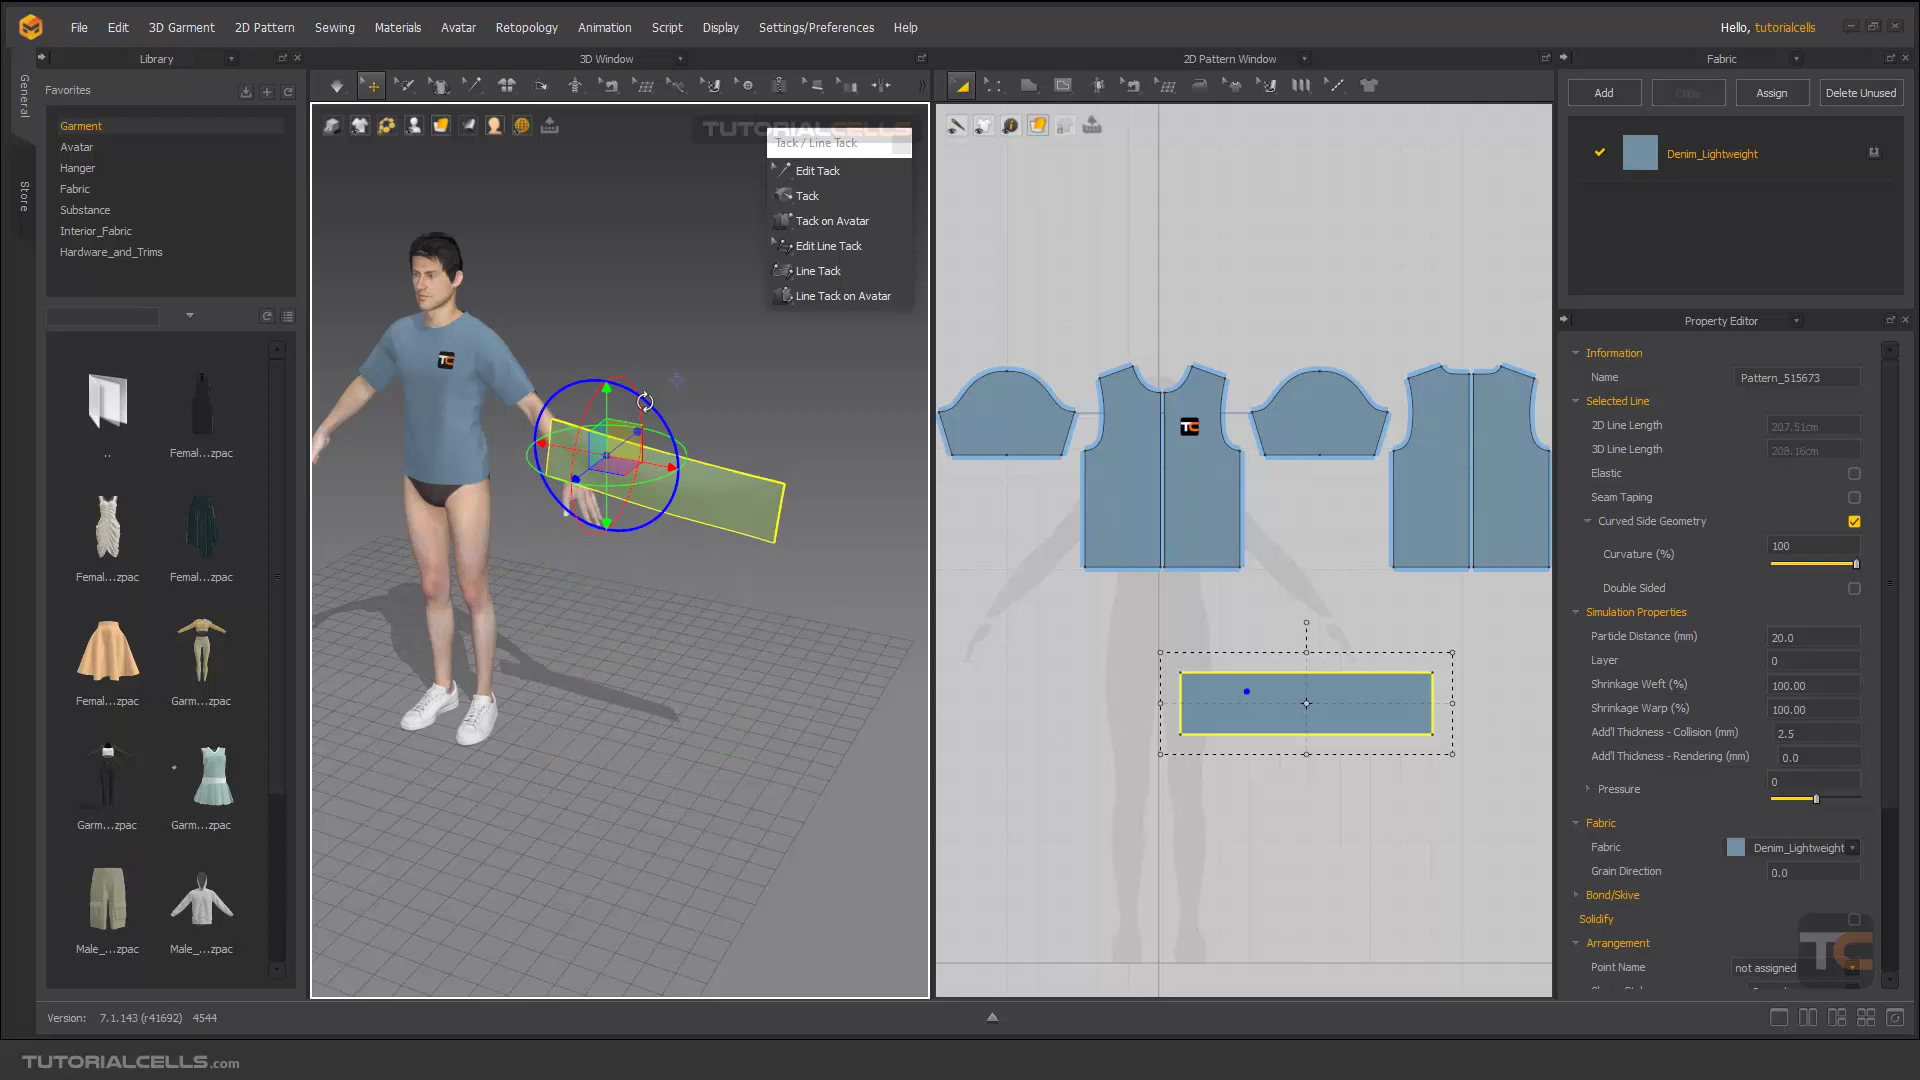 File Edit 3D Garment 2D Pattern Sewing Materials Avatar Retopology Animation Script Display Settings/Preferences Help
Hello, tutorialcells
Library
3D Window
2D Pattern Window
Fabric
General
Store
Favorites
Garment
Avatar
Hanger
Fabric
Substance
Interior_Fabric
Hardware_and_Trims
..
Femal...zpac
Femal...zpac
Femal...zpac
Femal...zpac
Garm...zpac
Garm...zpac
Garm...zpac
Male_...zpac
Male_...zpac
TUTORIALCELLS
Tack / Line Tack
Edit Tack
Tack
Tack on Avatar
Edit Line Tack
Line Tack
Line Tack on Avatar
TC
TC
Add
Copy
Assign
Delete Unused
Denim_Lightweight
Property Editor
Information
Name Pattern_515673
Selected Line
2D Line Length 207.51cm
3D Line Length 208.16cm
Elastic
Seam Taping
Curved Side Geometry
Curvature (%) 100
Double Sided
Simulation Properties
Particle Distance (mm) 20.0
Layer 0
Shrinkage Weft (%) 100.00
Shrinkage Warp (%) 100.00
Add'l Thickness - Collision (mm) 2.5
Add'l Thickness - Rendering (mm) 0.0
Pressure 0
Fabric
Fabric Denim_Lightweight
Grain Direction 0.0
Bond/Skive
Solidify
Arrangement
Point Name not assigned
TC
Version: 7.1.143 (r41692) 4544
TUTORIALCELLS.com